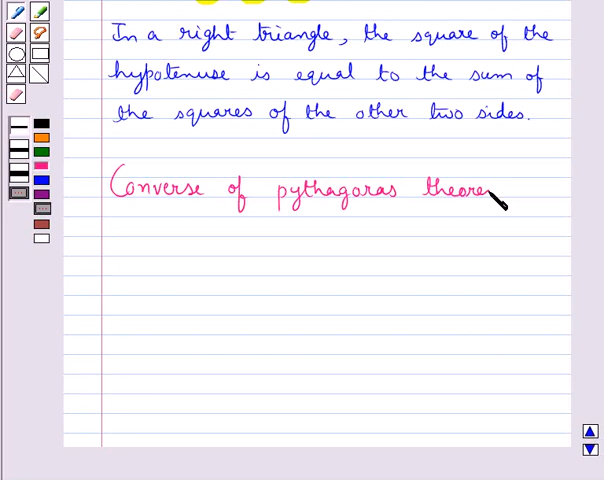 In a right triangle, the square of the
hypotenuse is equal to the sum of
the squares of the other two sides.
Converse of pythagoras theore